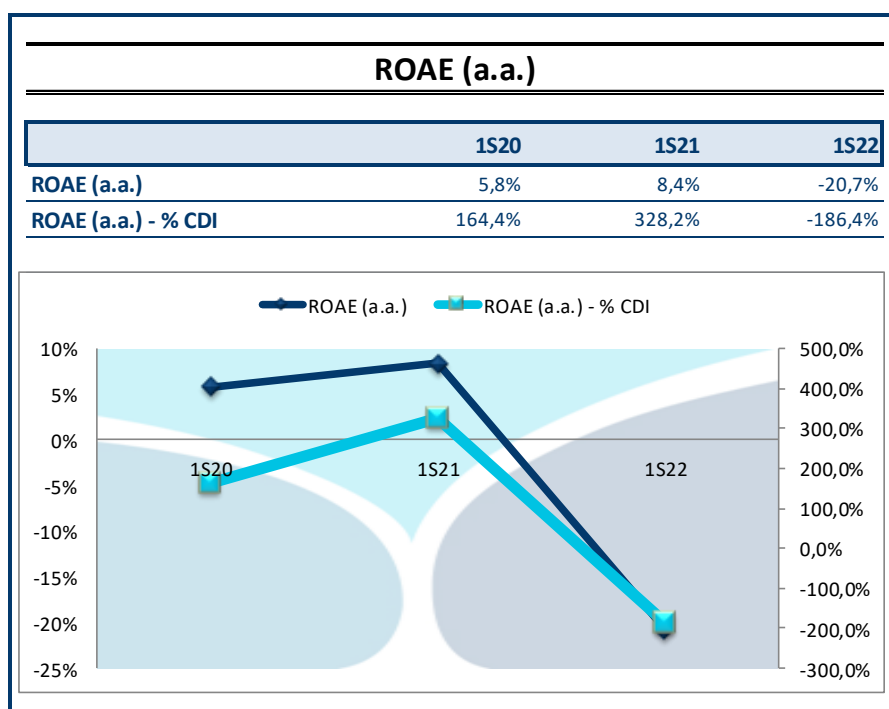 ROAE (a.a.)
1S20 1S21 1S22
ROAE (a.a.) 5,8% 8,4% -20,7%
ROAE (a.a.) - % CDI 164,4% 328,2% -186,4%
ROAE (a.a.) ROAE (a.a.) - % CDI
10% 500,0%
5% 400,0%
0% 300,0%
1S20 1S21 1S22 200,0%
-5% 100,0%
-10% 0,0%
-15% -100,0%
-20% -200,0%
-25% -300,0%